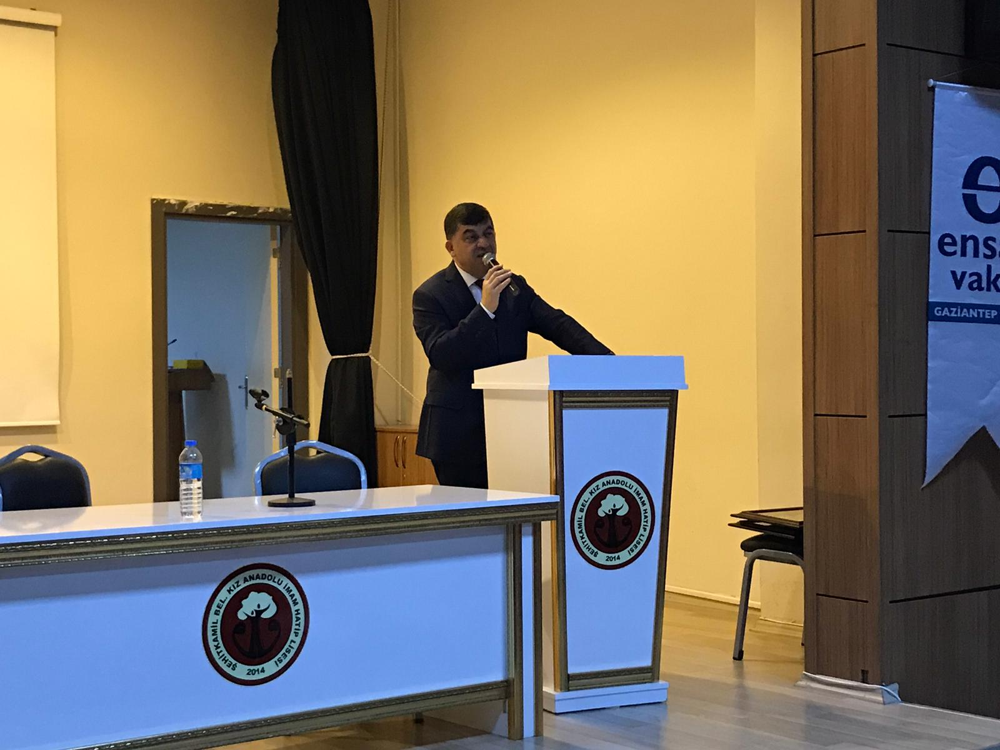 ensa
vak
GAZİANTEP
ŞEHİTKAMİL BEL. KIZ ANADOLU İMAM HATİP LİSESİ
2014
ŞEHİTKAMİL BEL. KIZ ANADOLU İMAM HATİP LİSESİ
2014